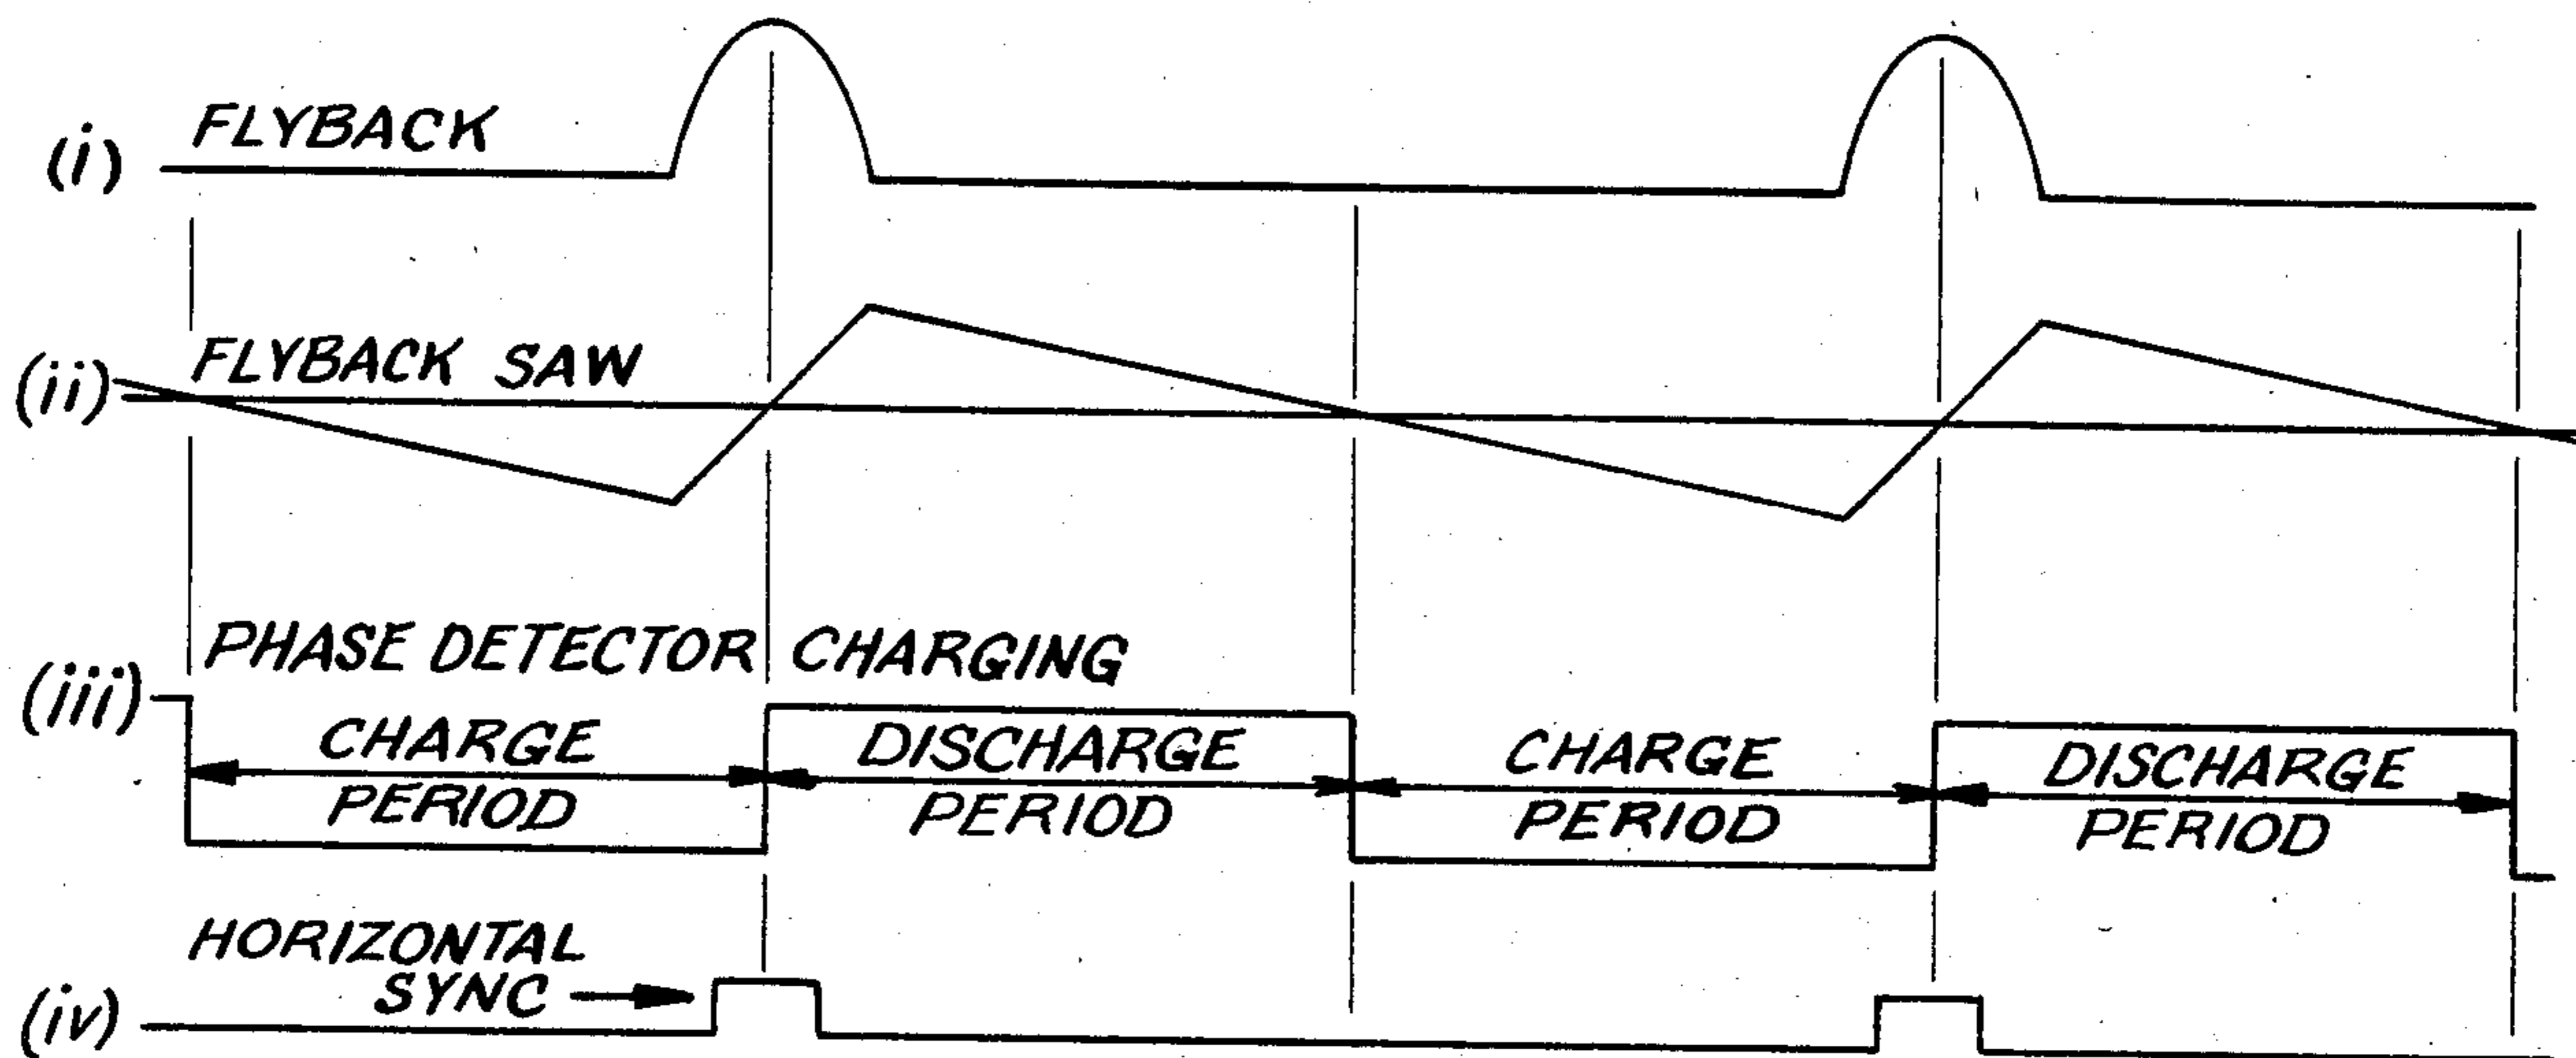 (i) FLYBACK
(ii) FLYBACK SAW
PHASE DETECTOR CHARGING
(iii)
CHARGE PERIOD
DISCHARGE PERIOD
CHARGE PERIOD
DISCHARGE PERIOD
HORIZONTAL
SYNC
(iv)